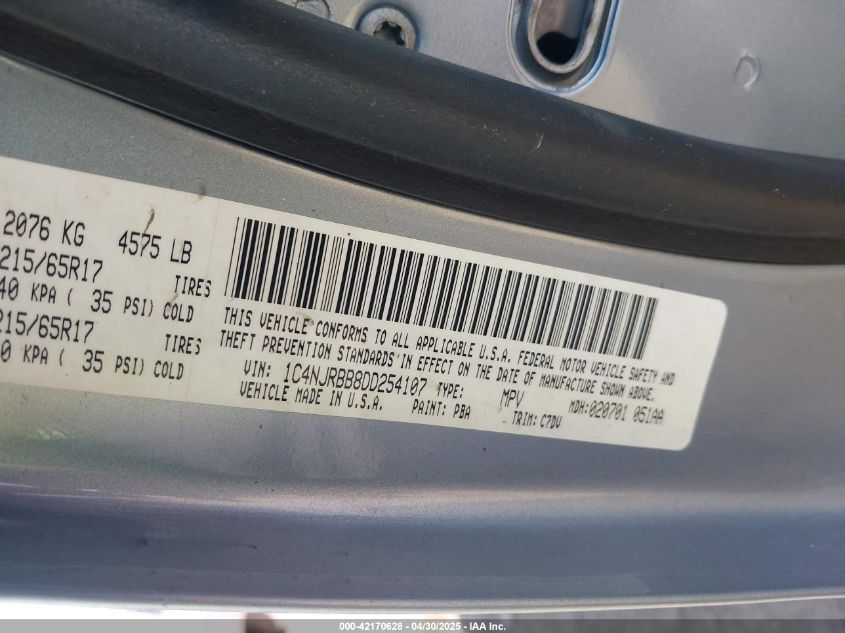 2076 KG 4575 LB
215/65R17 TIRES
40 KPA ( 35 PSI) COLD
215/65R17 TIRES
0 KPA ( 35 PSI) COLD
THIS VEHICLE CONFORMS TO ALL APPLICABLE U.S.A. FEDERAL MOTOR VEHICLE SAFETY AND
THEFT PREVENTION STANDARDS IN EFFECT ON THE DATE OF MANUFACTURE SHOWN ABOVE.
VIN: 1C4NJRBB8DD254107 TYPE: MPV MDH:020701 051AA
VEHICLE MADE IN U.S.A. PAINT: PBA TRIM: C7DV
000-42170628 - 04/30/2025 - IAA Inc.